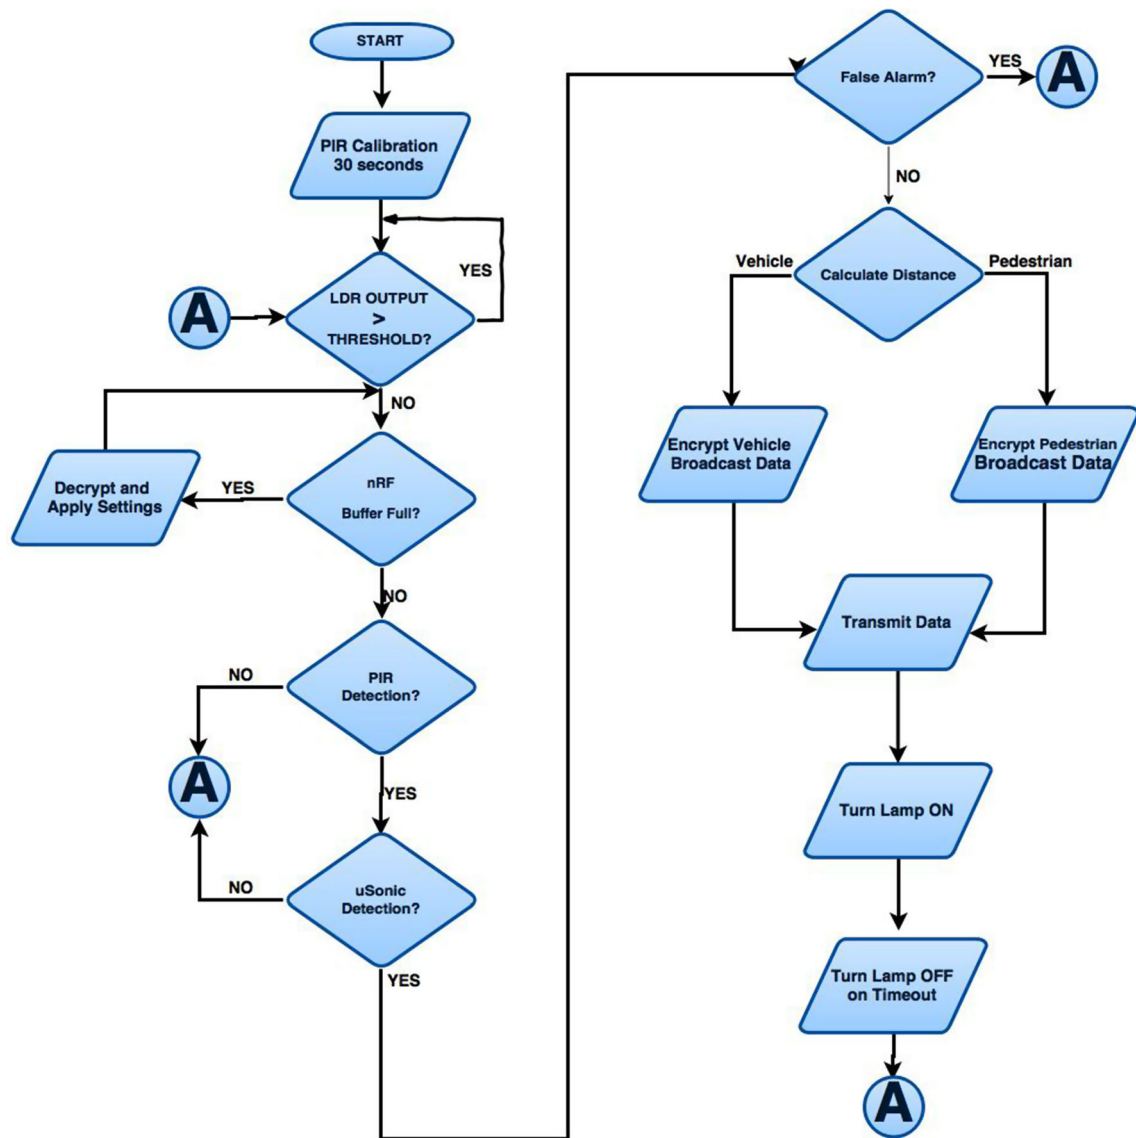 START
PIR Calibration
30 seconds
YES
A
LDR OUTPUT
>
THRESHOLD?
NO
Decrypt and
Apply Settings
YES
nRF
Buffer Full?
NO
NO
PIR
Detection?
A
YES
NO
uSonic
Detection?
YES
False Alarm?
YES
A
NO
Vehicle
Calculate Distance
Pedestrian
Encrypt Vehicle
Broadcast Data
Encrypt Pedestrian
Broadcast Data
Transmit Data
Turn Lamp ON
Turn Lamp OFF
on Timeout
A